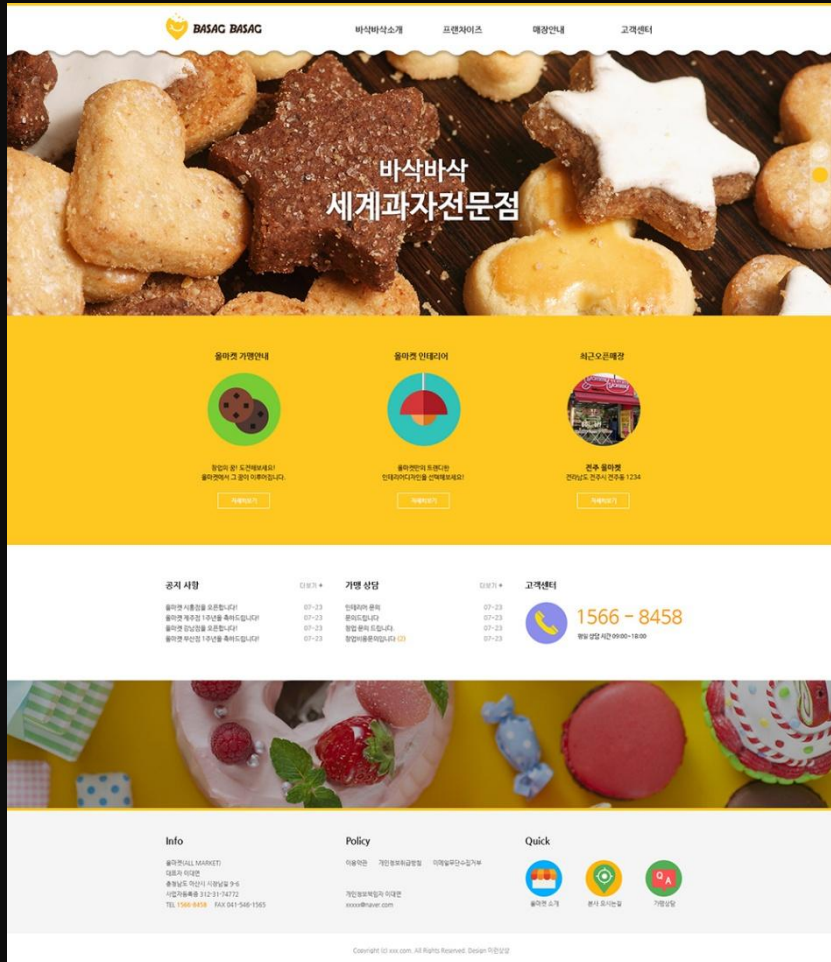 BASAG BASAG
바삭바삭소개 프랜차이즈 매장안내 고객센터
바삭바삭
세계과자전문점
올마켓 가맹안내
올마켓 인테리어
최근오픈매장
창업의 꿈! 도전해보세요!
올마켓에서 그 꿈이 이루어집니다.
올마켓만의 트랜디한
인테리어디자인을 선택해보세요!
전주 올마켓
전라남도 전주시 전주동 1234
자세히보기
자세히보기
자세히보기
공지 사항 더보기 +
올마켓 시흥점을 오픈합니다! 07-23
올마켓 제주점 1주년을 축하드립니다! 07-23
올마켓 강남점을 오픈합니다! 07-23
올마켓 부산점 1주년을 축하드립니다! 07-23
가맹 상담 더보기 +
인테리어 문의 07-23
문의드립니다 07-23
창업 문의 드립니다. 07-23
창업비용문의입니다 (2) 07-23
고객센터
1566 - 8458
평일 상담 시간 09:00~18:00
Info
올마켓(ALL MARKET)
대표자 이대연
충청남도 아산시 시장남길 9-6
사업자등록증 312-31-74772
TEL 1566-8458 FAX 041-546-1565
Policy
이용약관 개인정보취급방침 이메일무단수집거부
개인정보책임자 이대연
xxxxx@naver.com
Quick
올마켓 소개
본사 오시는길
Q A
가맹상담
Copyright (c) xxx.com. All Rights Reserved. Design